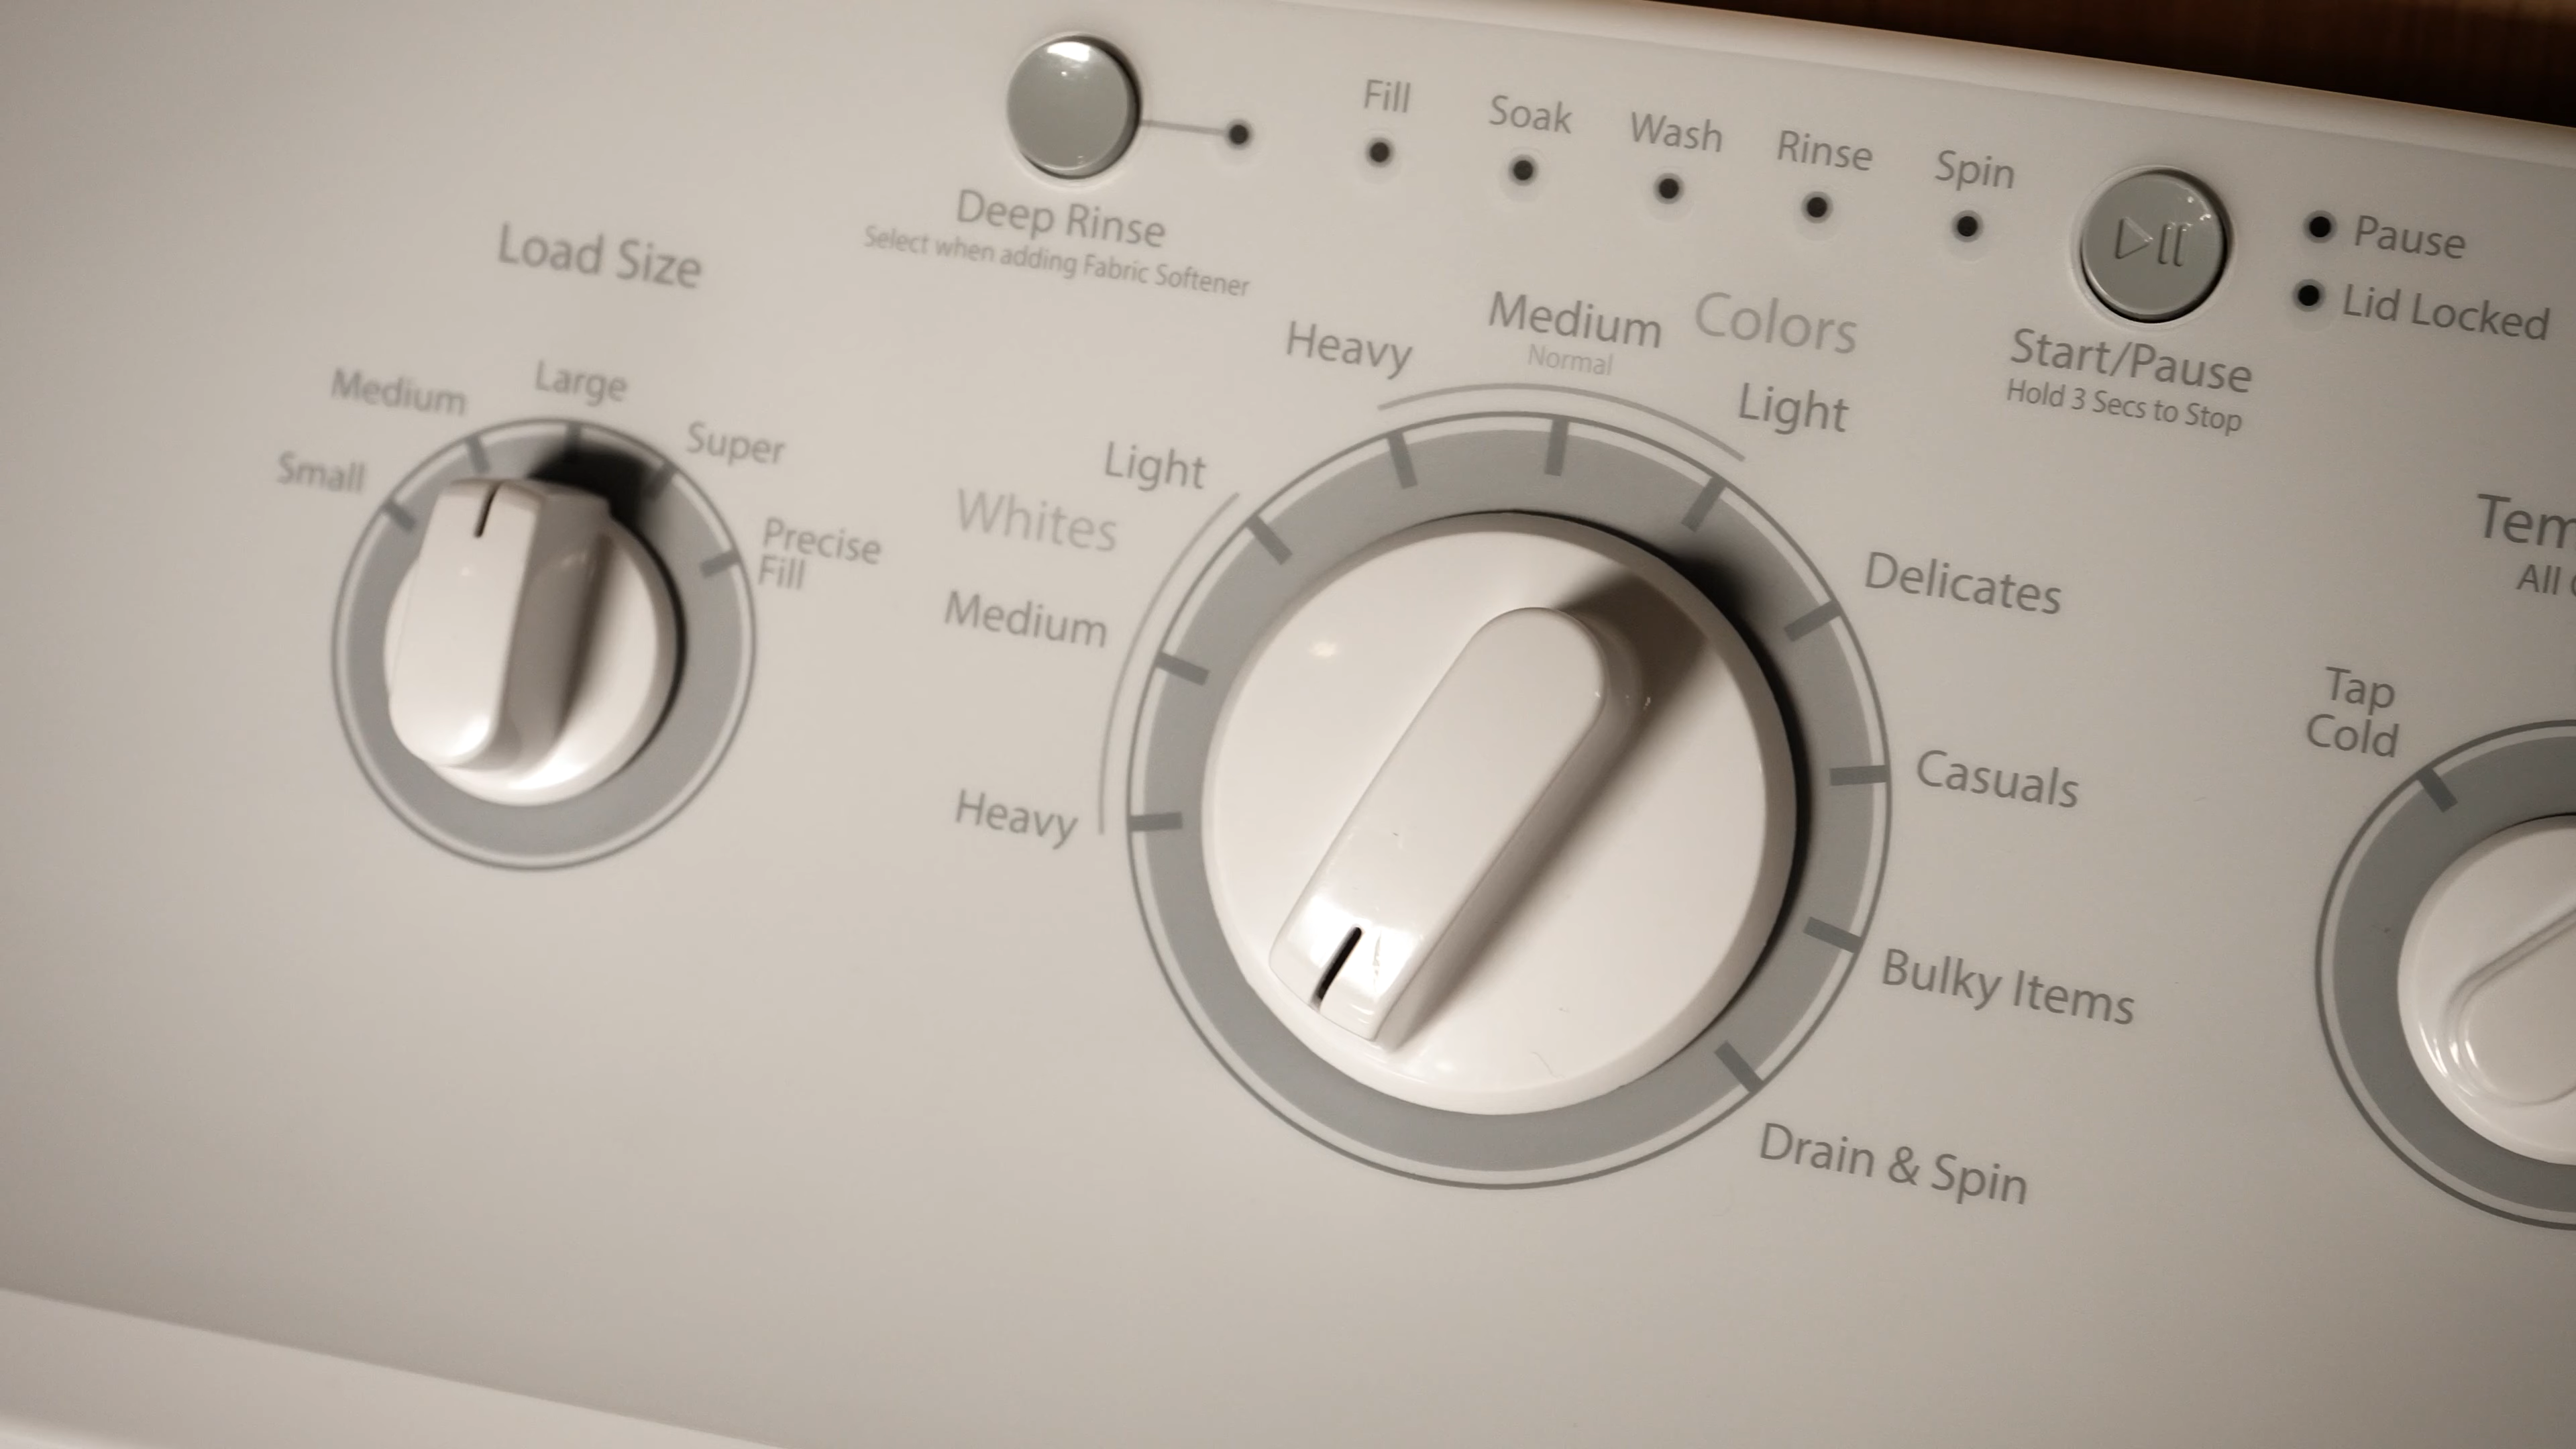 Fill
Soak
Wash
Rinse
Spin
Deep Rinse
Select when adding Fabric Softener
Pause
Lid Locked
Start/Pause
Hold 3 Secs to Stop
Load Size
Small
Medium
Large
Super
Precise
Fill
Whites
Heavy
Medium
Light
Colors
Heavy
Medium
Normal
Light
Delicates
Casuals
Bulky Items
Drain & Spin
Tem
All
Tap
Cold